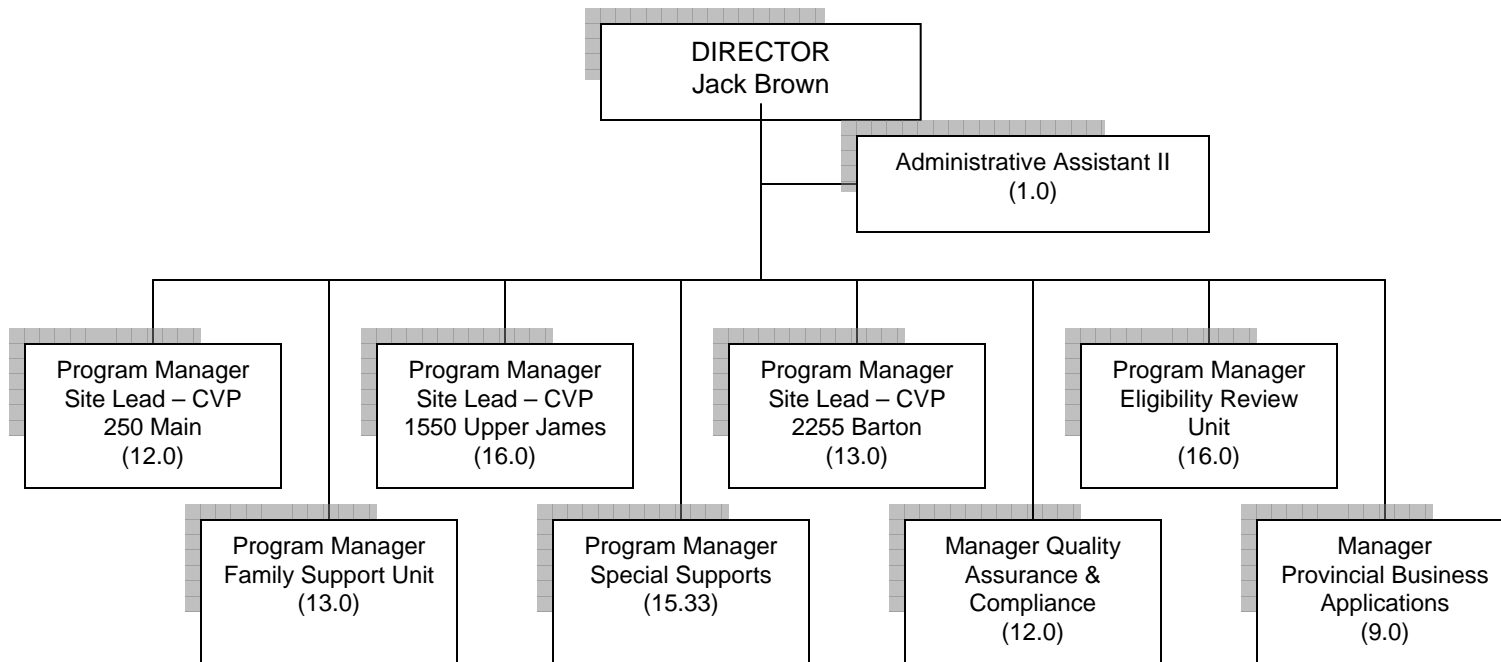 DIRECTOR
Jack Brown
Administrative Assistant II
(1.0)
Program Manager
Site Lead – CVP
250 Main
(12.0)
Program Manager
Site Lead – CVP
1550 Upper James
(16.0)
Program Manager
Site Lead – CVP
2255 Barton
(13.0)
Program Manager
Eligibility Review
Unit
(16.0)
Program Manager
Family Support Unit
(13.0)
Program Manager
Special Supports
(15.33)
Manager Quality
Assurance &
Compliance
(12.0)
Manager
Provincial Business
Applications
(9.0)